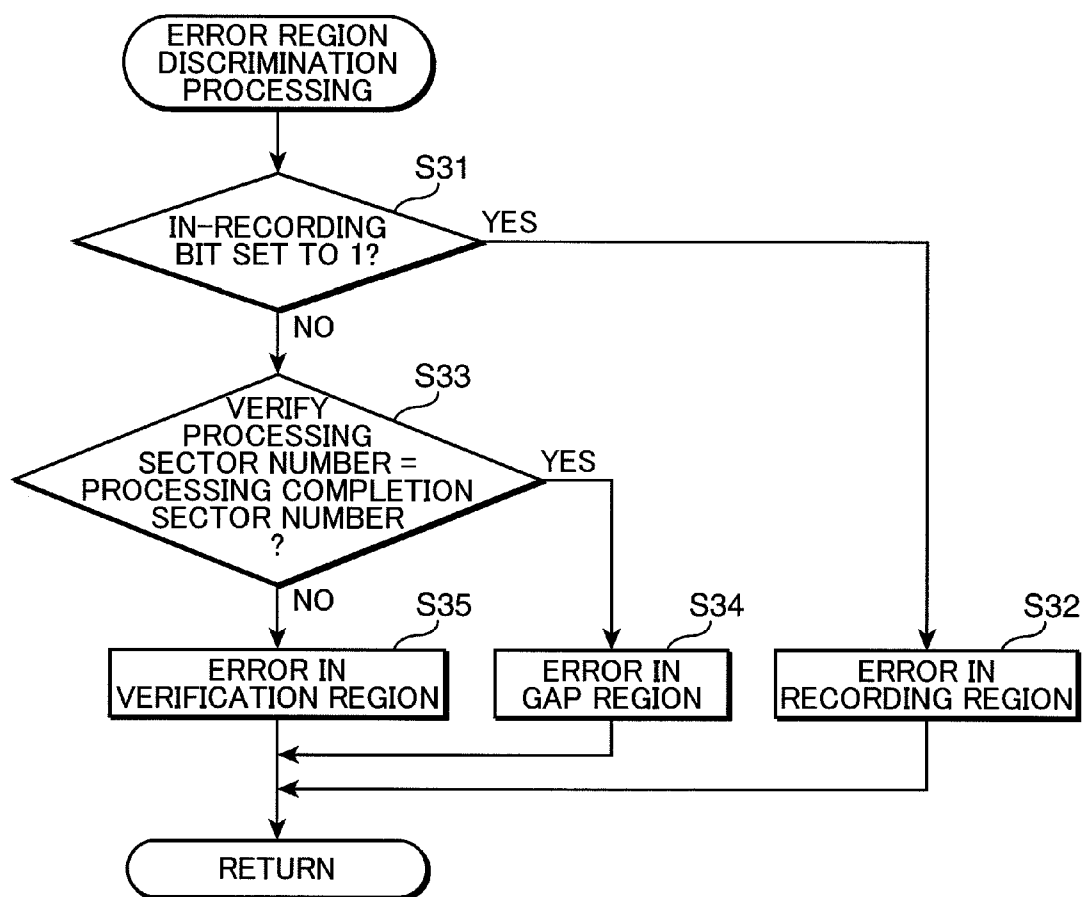 ERROR REGION
DISCRIMINATION
PROCESSING
S31
IN-RECORDING
BIT SET TO 1?
YES
NO
S33
VERIFY
PROCESSING
SECTOR NUMBER =
PROCESSING COMPLETION
SECTOR NUMBER
?
YES
NO
S35
ERROR IN
VERIFICATION REGION
S34
ERROR IN
GAP REGION
S32
ERROR IN
RECORDING REGION
RETURN